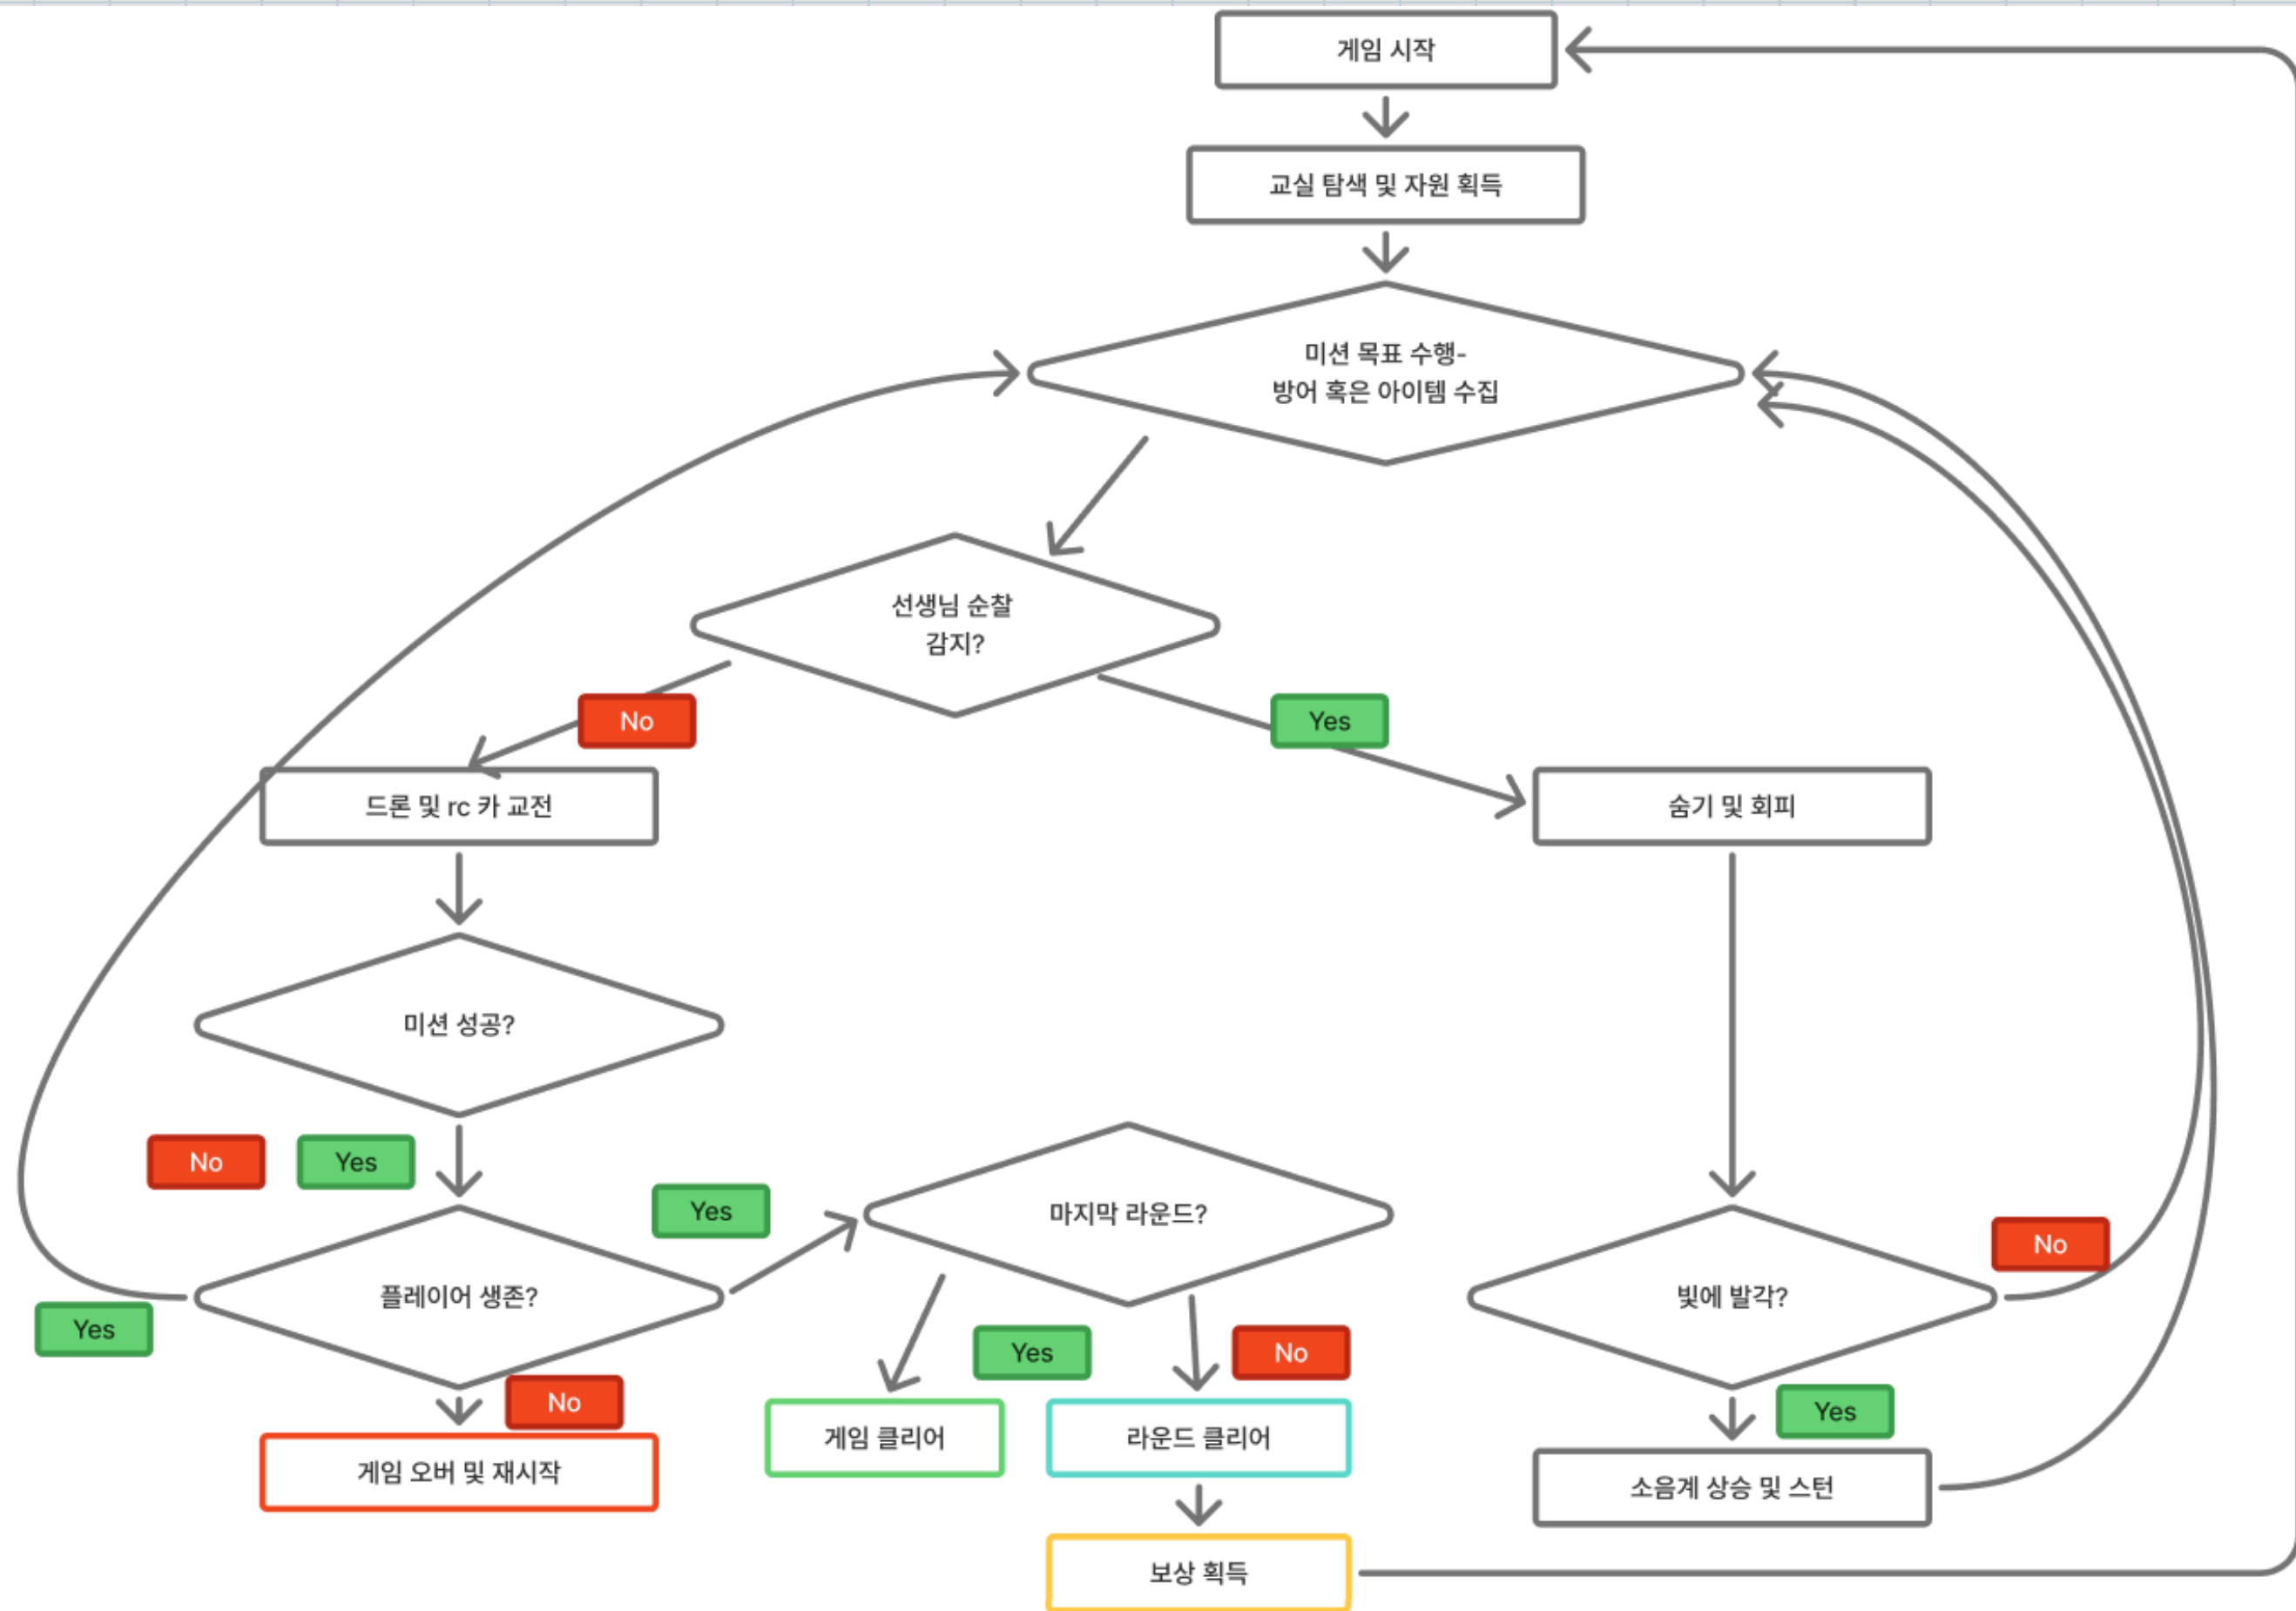 게임 시작
교실 탐색 및 자원 획득
미션 목표 수행-
방어 혹은 아이템 수집
선생님 순찰
감지?
No
Yes
드론 및 rc 카 교전
숨기 및 회피
미션 성공?
No
Yes
Yes
마지막 라운드?
No
플레이어 생존?
빛에 발각?
Yes
Yes
No
No
Yes
게임 클리어
라운드 클리어
게임 오버 및 재시작
소음계 상승 및 스턴
보상 획득